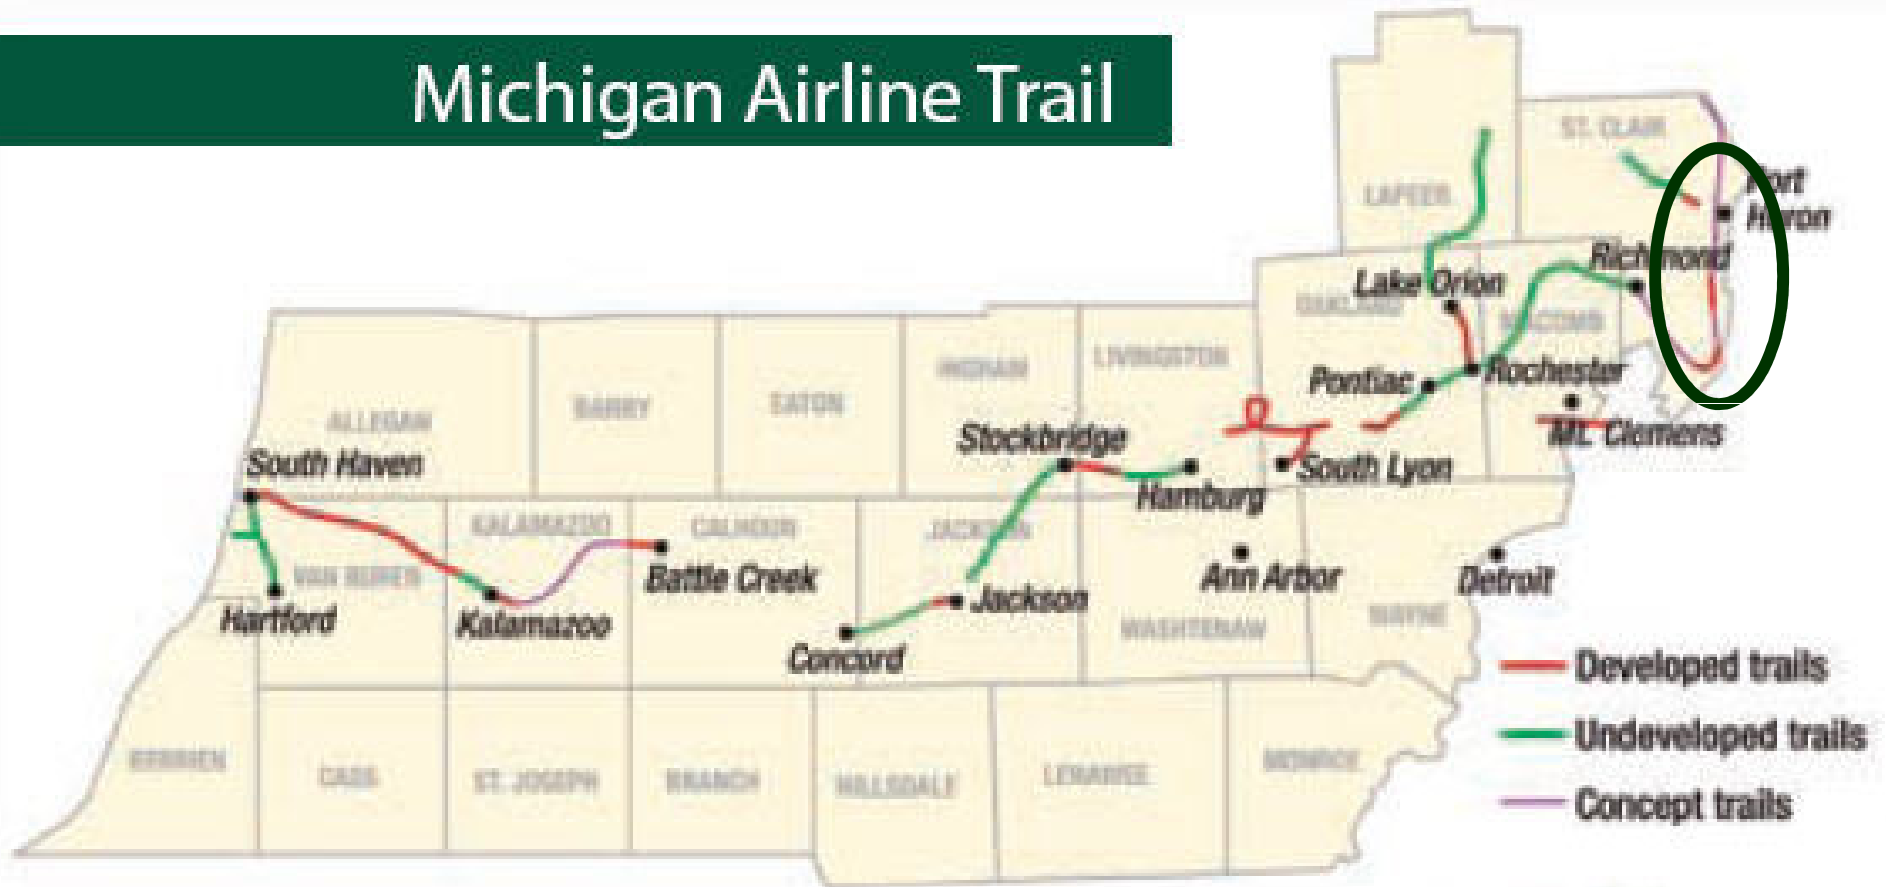 Michigan Airline Trail
ST. CLAIR
LAPEER
Port
Huron
Richmond
Lake Orion
OAKLAND
MACOMB
LIVINGSTON
INGHAM
Pontiac
Rochester
ALLEGAN
BARRY
EATON
Stockbridge
Mt. Clemens
South Haven
South Lyon
Hamburg
KALAMAZOO
CALHOUN
JACKSON
VAN BUREN
Battle Creek
Ann Arbor
Detroit
Jackson
Hartford
Kalamazoo
WASHTENAW
WAYNE
Concord
Developed trails
Undeveloped trails
Concept trails
BERRIEN
CASS
ST. JOSEPH
BRANCH
HILLSDALE
LENAWEE
MONROE